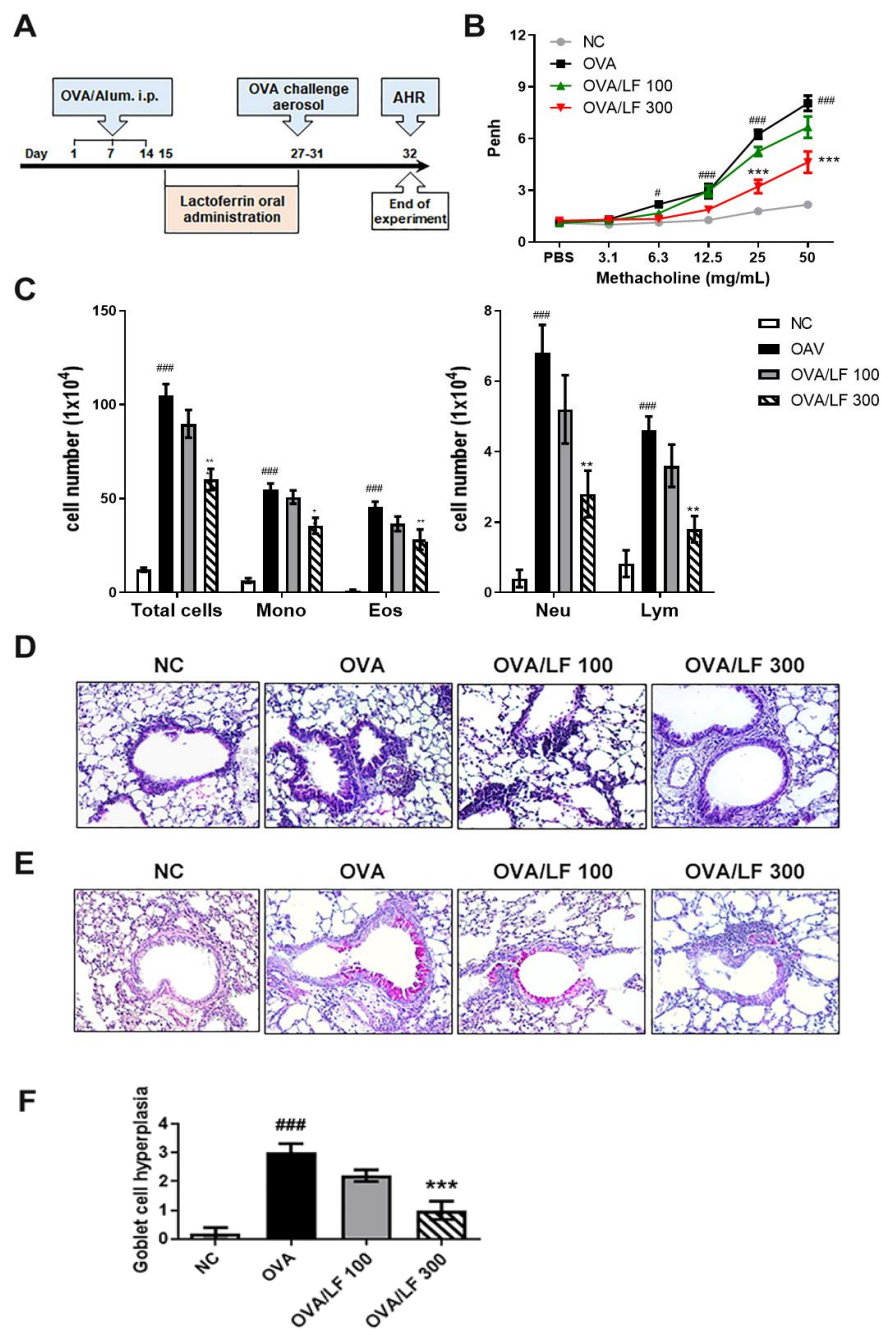 A
OVA/Alum. i.p.
OVA challenge
aerosol
AHR
Day
1
7
14
15
27-31
32
Lactoferrin oral
administration
End of
experiment
B
NC
OVA
OVA/LF 100
OVA/LF 300
Penh
12
9
6
3
0
#
###
###
###
***
***
PBS
3.1
6.3
12.5
25
50
Methacholine (mg/mL)
C
cell number (1x10⁴)
150
100
50
0
###
**
###
*
###
**
Total cells
Mono
Eos
cell number (1x10⁴)
8
6
4
2
0
###
**
###
**
Neu
Lym
NC
OAV
OVA/LF 100
OVA/LF 300
D
NC
OVA
OVA/LF 100
OVA/LF 300
E
NC
OVA
OVA/LF 100
OVA/LF 300
F
Goblet cell hyperplasia
4
3
2
1
0
###
***
NC
OVA
OVA/LF 100
OVA/LF 300